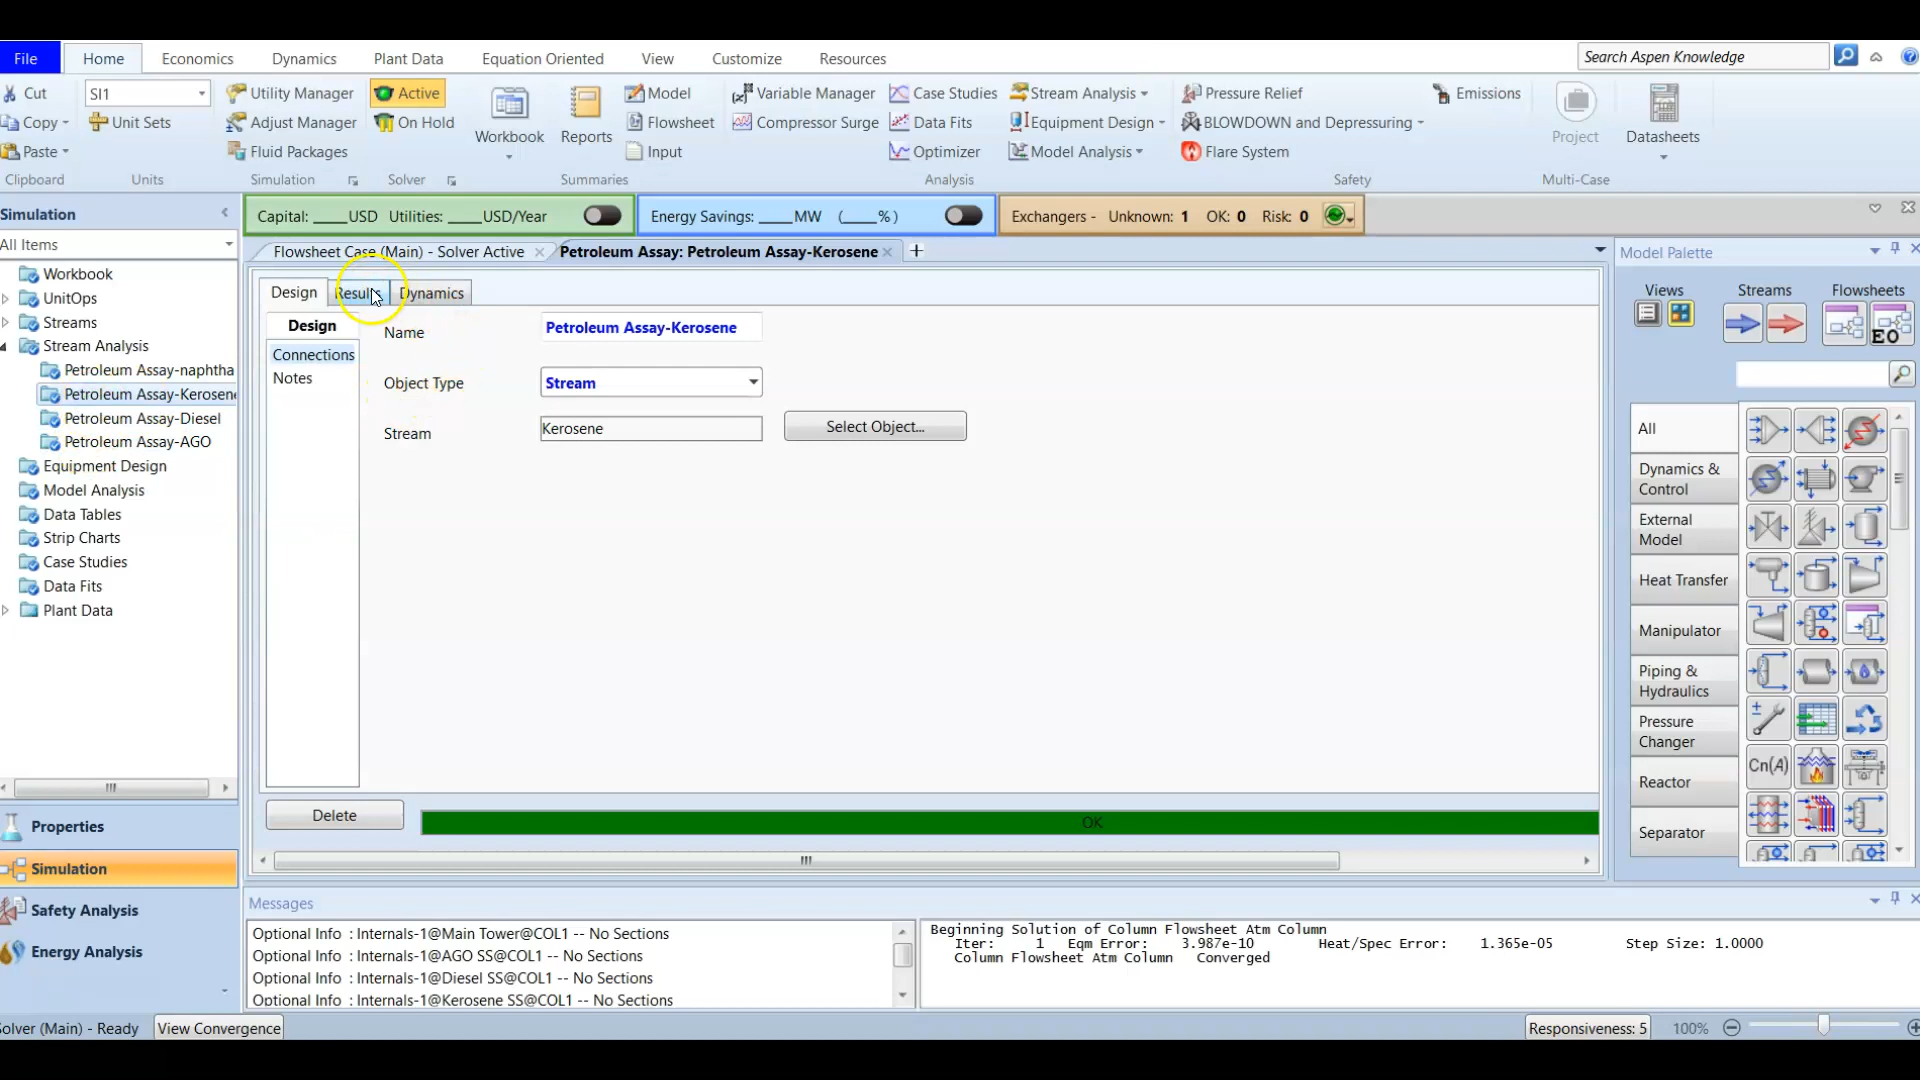 File Home Economics Dynamics Plant Data Equation Oriented View Customize Resources Search Aspen Knowledge
Cut SI1 Utility Manager Active Model Variable Manager Case Studies Stream Analysis Pressure Relief Emissions
Copy Unit Sets Adjust Manager On Hold Workbook Reports Flowsheet Compressor Surge Data Fits Equipment Design BLOWDOWN and Depressuring Project Datasheets
Paste Fluid Packages Input Optimizer Model Analysis Flare System
Clipboard Units Simulation Solver Summaries Analysis Safety Multi-Case
Simulation
Capital: _____USD Utilities: _____USD/Year Energy Savings: _____MW (_____%) Exchangers - Unknown: 1 OK: 0 Risk: 0
All Items
Flowsheet Case (Main) - Solver Active Petroleum Assay: Petroleum Assay-Kerosene +
Model Palette
Workbook
UnitOps
Streams
Stream Analysis
Petroleum Assay-naphtha
Petroleum Assay-Kerosene
Petroleum Assay-Diesel
Petroleum Assay-AGO
Equipment Design
Model Analysis
Data Tables
Strip Charts
Case Studies
Data Fits
Plant Data
Properties
Simulation
Safety Analysis
Energy Analysis
Design Results Dynamics
Design
Connections
Notes
Name Petroleum Assay-Kerosene
Object Type Stream
Stream Kerosene Select Object...
Delete OK
Views Streams Flowsheets
EO
All
Dynamics &
Control
External
Model
Heat Transfer
Manipulator
Piping &
Hydraulics
Pressure
Changer
Reactor
Separator
Cn(A)
Messages
Optional Info : Internals-1@Main Tower@COL1 -- No Sections
Optional Info : Internals-1@AGO SS@COL1 -- No Sections
Optional Info : Internals-1@Diesel SS@COL1 -- No Sections
Optional Info : Internals-1@Kerosene SS@COL1 -- No Sections
Beginning Solution of Column Flowsheet Atm Column
Iter: 1 Eqm Error: 3.987e-10 Heat/Spec Error: 1.365e-05 Step Size: 1.0000
Column Flowsheet Atm Column Converged
Solver (Main) - Ready View Convergence Responsiveness: 5 100%